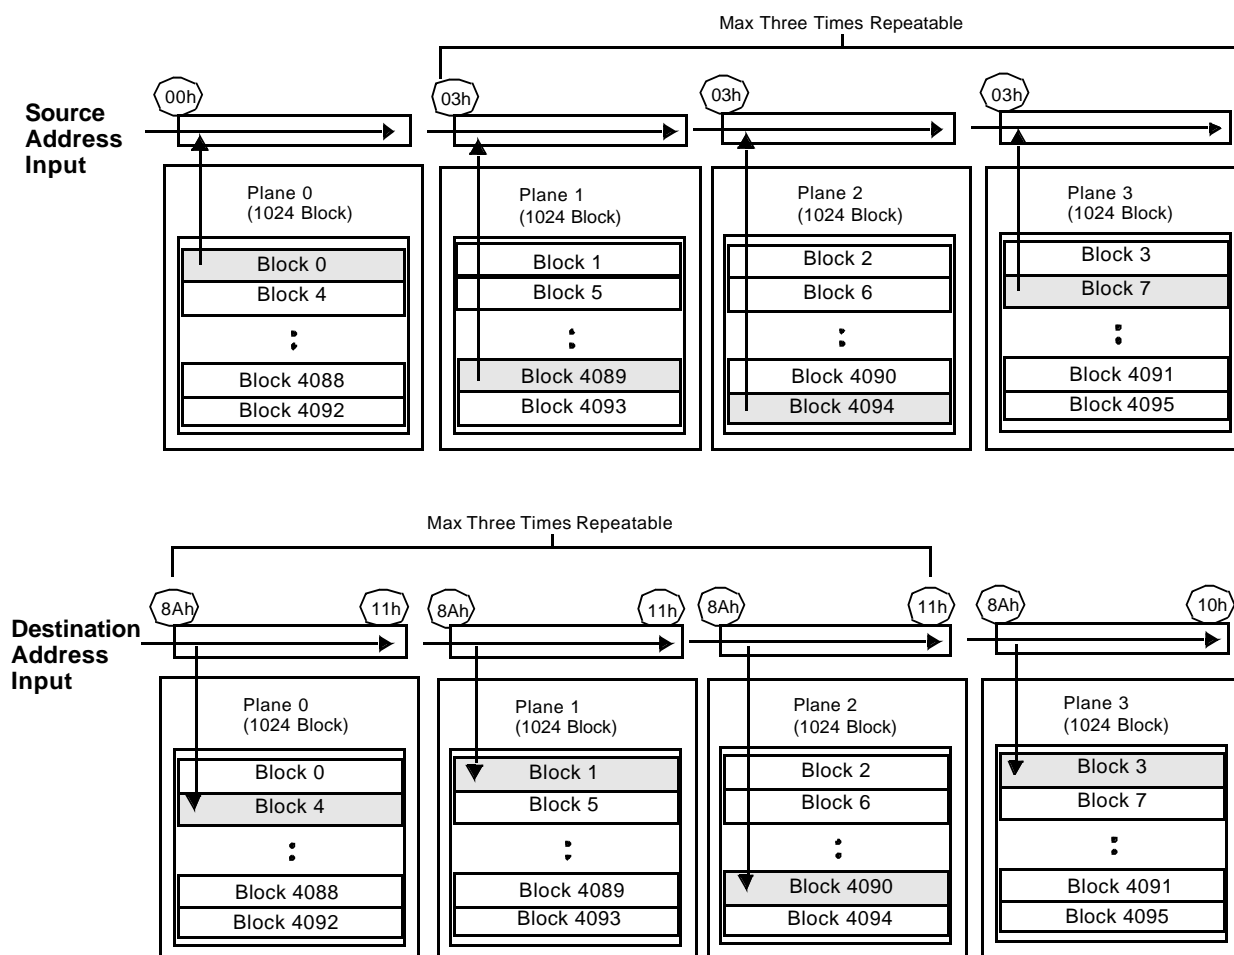 Max Three Times Repeatable
00h
03h
03h
03h
Source
Address
Input
Plane 0
(1024 Block)
Block 0
Block 4
:
Block 4088
Block 4092
Plane 1
(1024 Block)
Block 1
Block 5
:
Block 4089
Block 4093
Plane 2
(1024 Block)
Block 2
Block 6
:
Block 4090
Block 4094
Plane 3
(1024 Block)
Block 3
Block 7
:
Block 4091
Block 4095
Max Three Times Repeatable
8Ah
11h
8Ah
11h
8Ah
11h
8Ah
10h
Destination
Address
Input
Plane 0
(1024 Block)
Block 0
Block 4
:
Block 4088
Block 4092
Plane 1
(1024 Block)
Block 1
Block 5
:
Block 4089
Block 4093
Plane 2
(1024 Block)
Block 2
Block 6
:
Block 4090
Block 4094
Plane 3
(1024 Block)
Block 3
Block 7
:
Block 4091
Block 4095